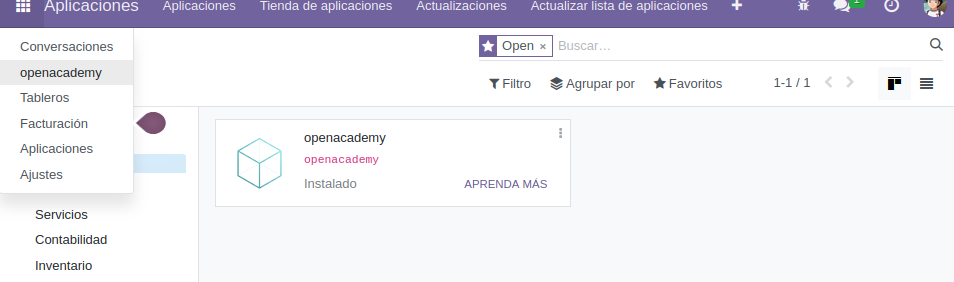 Aplicaciones Aplicaciones Tienda de aplicaciones Actualizaciones Actualizar lista de aplicaciones + 1
Conversaciones
openacademy
Tableros
Facturación
Aplicaciones
Ajustes
Open × Buscar...
Filtro Agrupar por Favoritos 1-1 / 1
openacademy
openacademy
Instalado APRENDA MÁS
Servicios
Contabilidad
Inventario